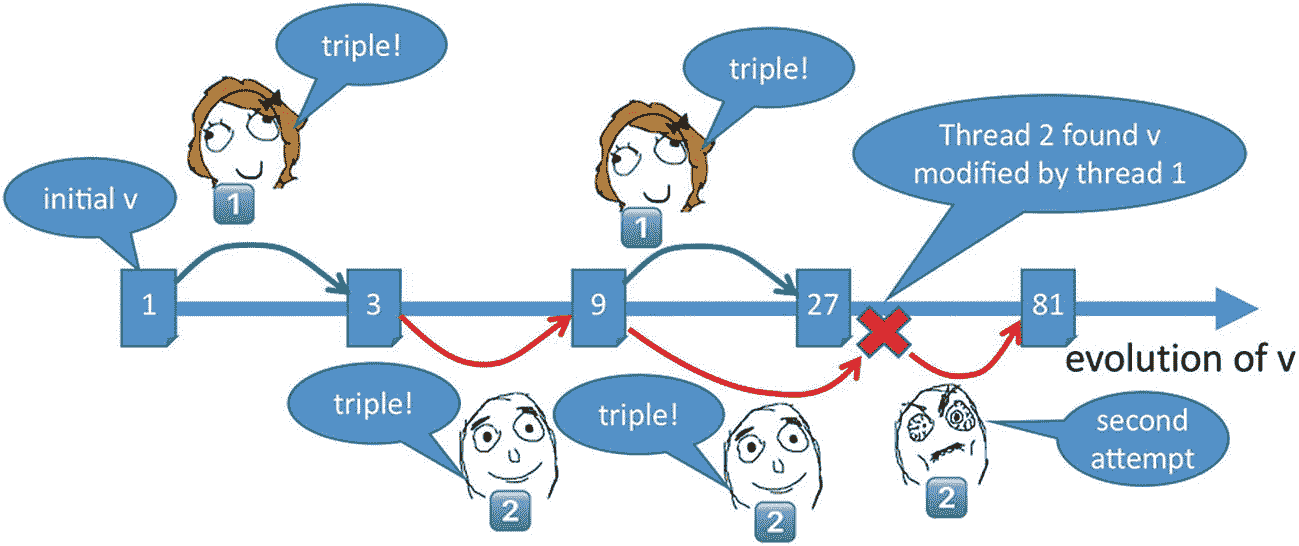 triple!
triple!
Thread 2 found v
modified by thread 1
initial v
1
1
1
3
9
27
81
evolution of v
triple!
triple!
second
attempt
2
2
2